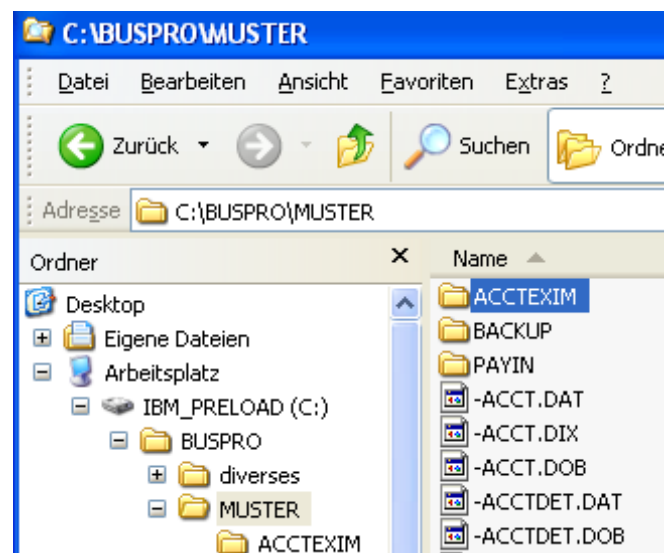 C:\BUSPRO\MUSTER
Datei Bearbeiten Ansicht Favoriten Extras ?
Zurück Suchen Ordne
Adresse C:\BUSPRO\MUSTER
Ordner
Desktop
Eigene Dateien
Arbeitsplatz
IBM_PRELOAD (C:)
BUSPRO
diverses
MUSTER
ACCTEXIM
Name
ACCTEXIM
BACKUP
PAYIN
-ACCT.DAT
-ACCT.DIX
-ACCT.DOB
-ACCTDET.DAT
-ACCTDET.DOB